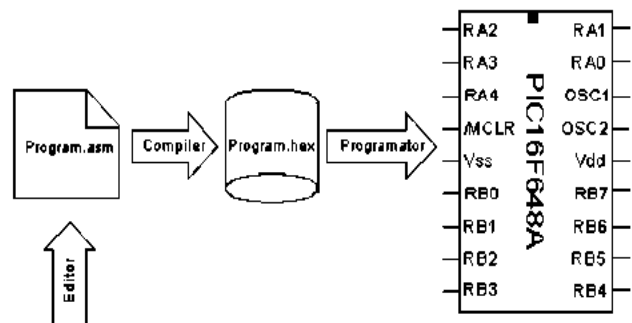 Program.asm
Compiler
Program.hex
Programator
Editor
PIC16F648A
RA2 RA1
RA3 RA0
RA4 OSC1
MCLR OSC2
Vss Vdd
RB0 RB7
RB1 RB6
RB2 RB5
RB3 RB4